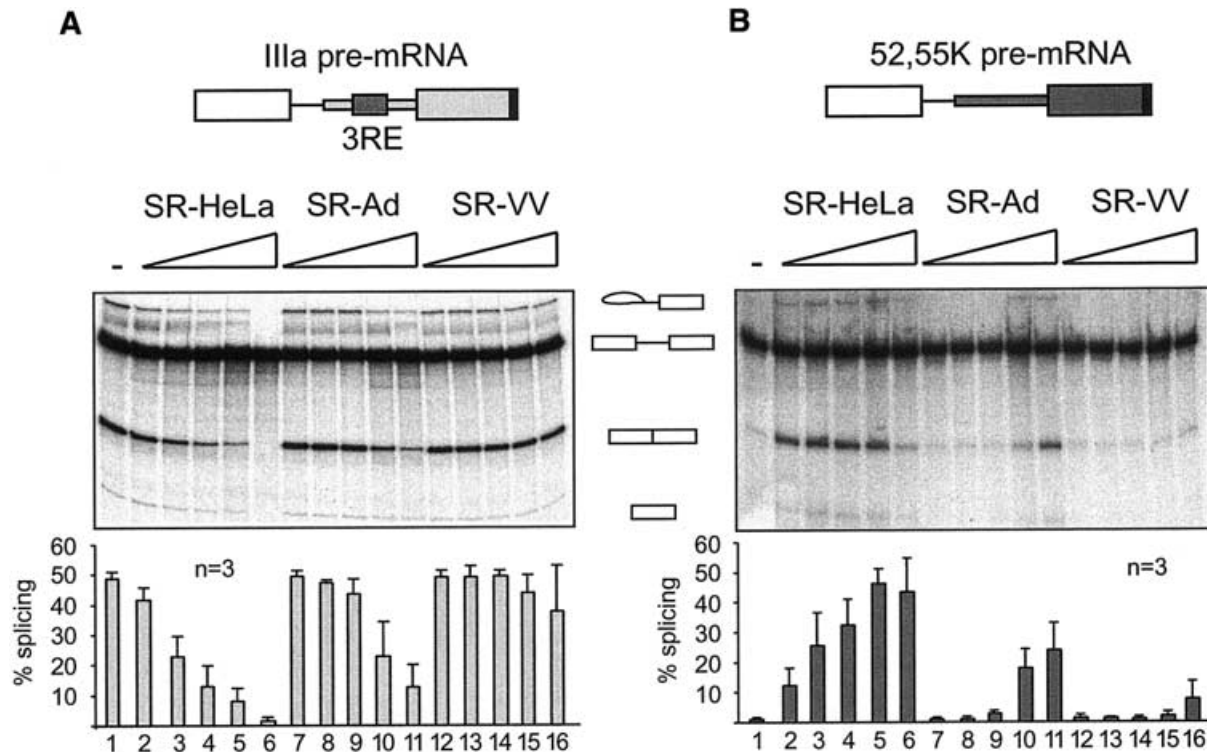 A
IIIa pre-mRNA
3RE
SR-HeLa SR-Ad SR-VV
-
60
50
40
30
20
10
% splicing
n=3
1 2 3 4 5 6 7 8 9 10 11 12 13 14 15 16
B
52,55K pre-mRNA
SR-HeLa SR-Ad SR-VV
-
60
50
40
30
20
10
% splicing
n=3
1 2 3 4 5 6 7 8 9 10 11 12 13 14 15 16